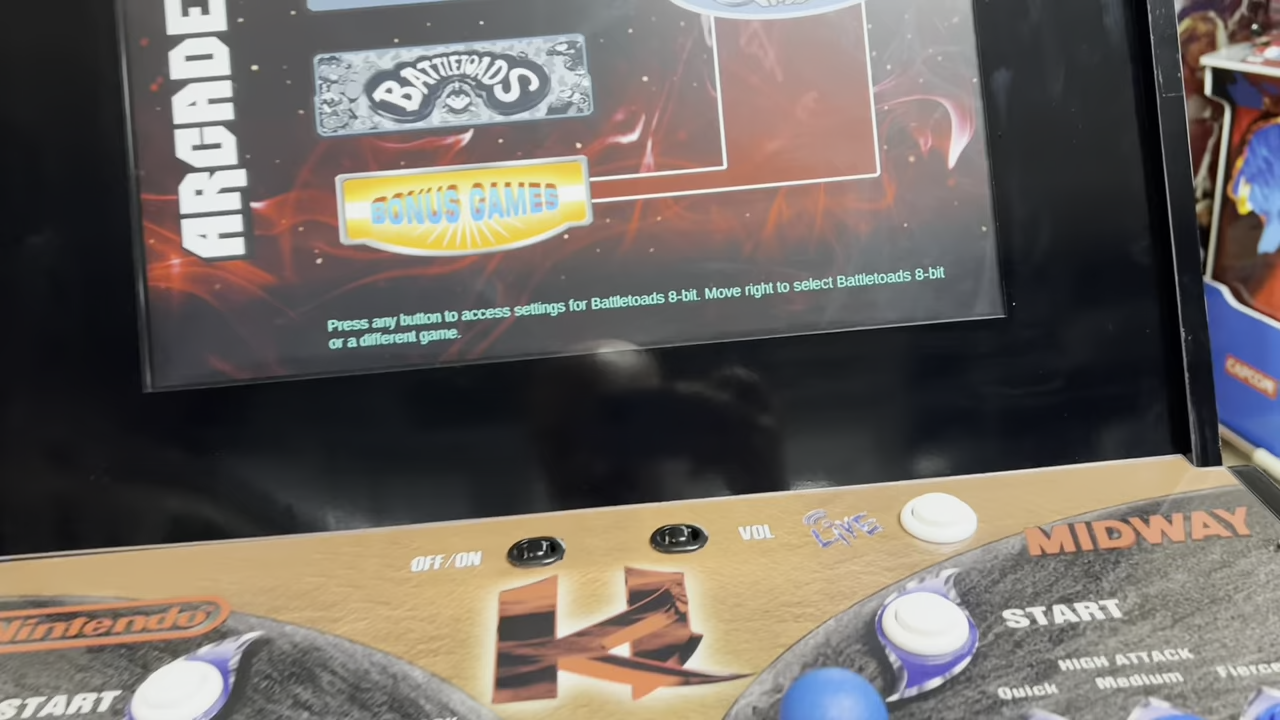 ARCADE
BATTLETOADS
BONUS GAMES
Press any button to access settings for Battletoads 8-bit. Move right to select Battletoads 8-bit
or a different game.
CAPCOM
OFF/ON
VOL
LIVE
MIDWAY
Nintendo
START
START
HIGH ATTACK
Quick Medium Fierce